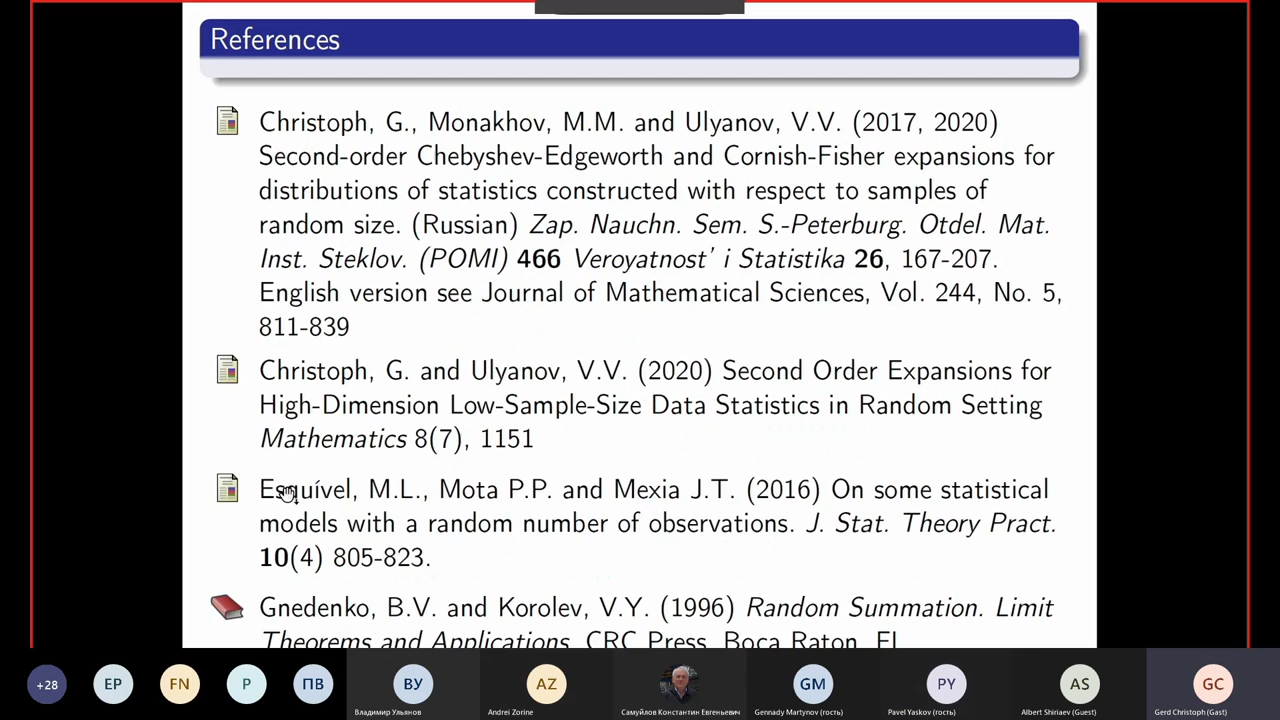 References
Christoph, G., Monakhov, M.M. and Ulyanov, V.V. (2017, 2020)
Second-order Chebyshev-Edgeworth and Cornish-Fisher expansions for
distributions of statistics constructed with respect to samples of
random size. (Russian) Zap. Nauchn. Sem. S.-Peterburg. Otdel. Mat.
Inst. Steklov. (POMI) 466 Veroyatnost' i Statistika 26, 167-207.
English version see Journal of Mathematical Sciences, Vol. 244, No. 5,
811-839
Christoph, G. and Ulyanov, V.V. (2020) Second Order Expansions for
High-Dimension Low-Sample-Size Data Statistics in Random Setting
Mathematics 8(7), 1151
Esquível, M.L., Mota P.P. and Mexia J.T. (2016) On some statistical
models with a random number of observations. J. Stat. Theory Pract.
10(4) 805-823.
Gnedenko, B.V. and Korolev, V.Y. (1996) Random Summation. Limit
Theorems and Applications. CRC Press, Boca Raton, FL
+28 EP FN P ПВ ВУ AZ GM PY AS GC
Владимир Ульянов Andrei Zorine Самуйлов Константин Евгеньевич Gennady Martynov (гость) Pavel Yaskov (гость) Albert Shiriaev (Guest) Gerd Christoph (Gast)